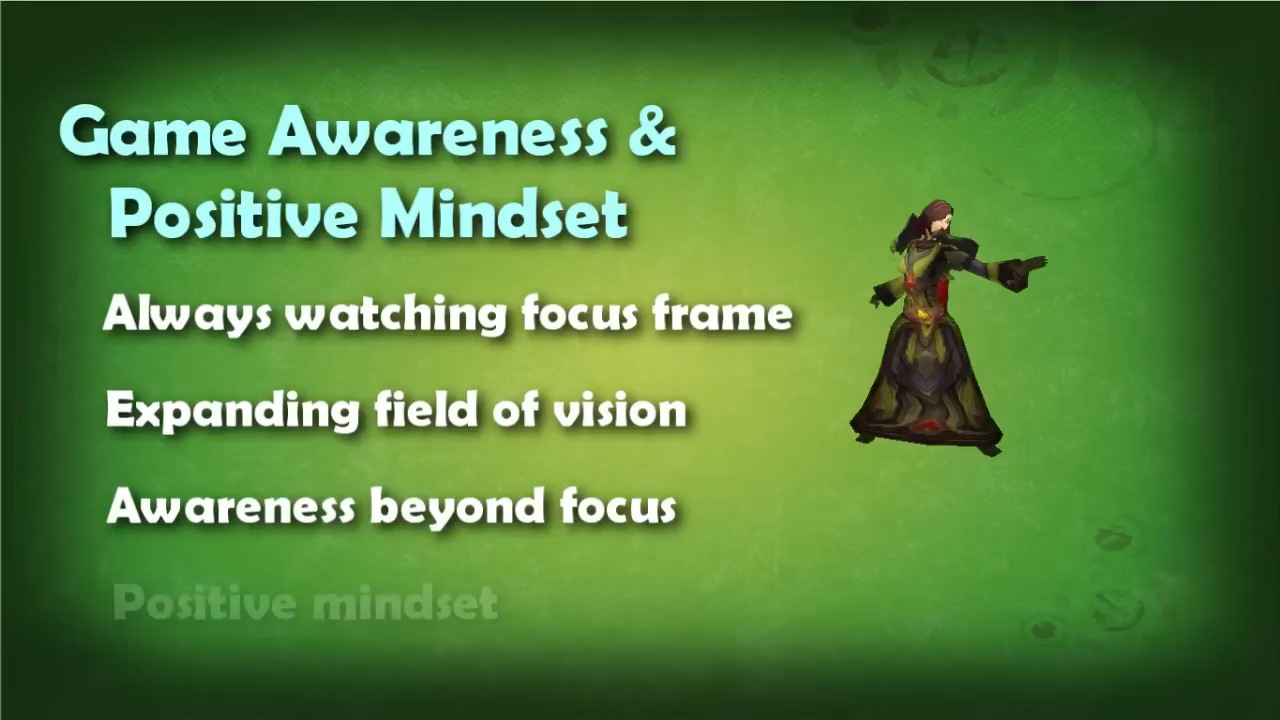 Game Awareness &
Positive Mindset
Always watching focus frame
Expanding field of vision
Awareness beyond focus
Positive mindset